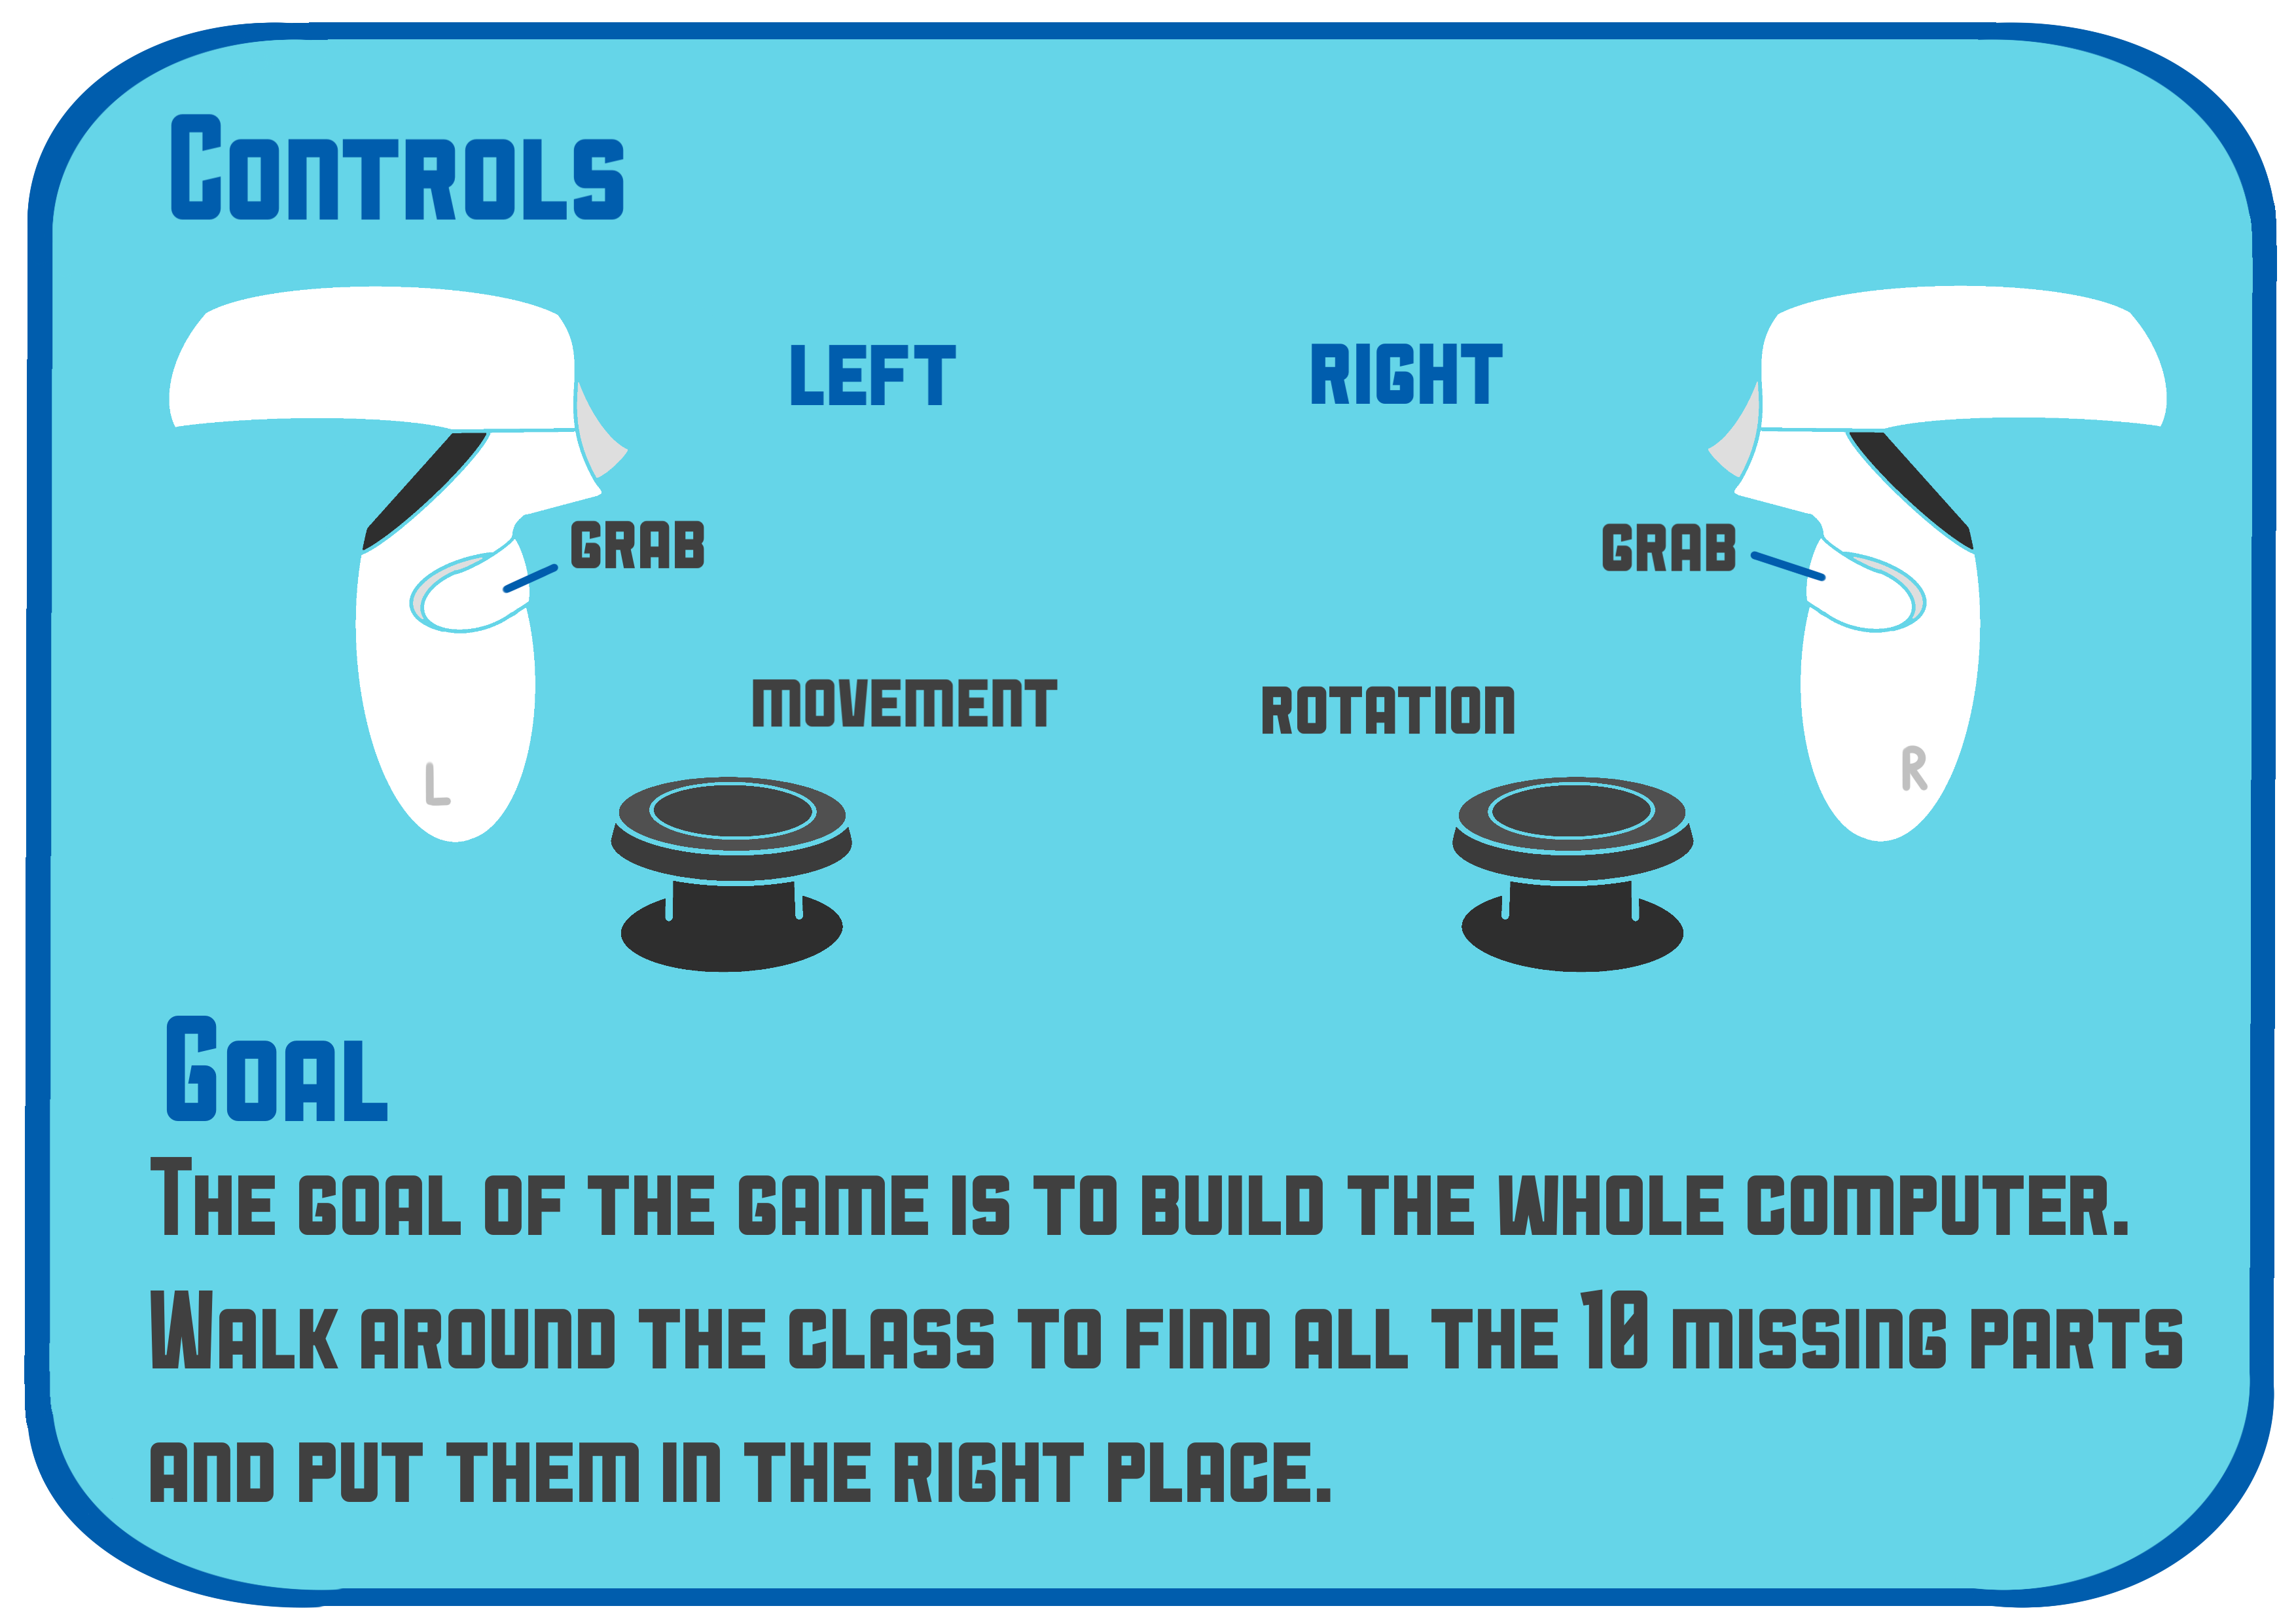 Controls
LEFT
RIGHT
GRAB
GRAB
MOVEMENT
ROTATION
L
R
Goal
The goal of the game is to build the whole computer.
Walk around the class to find all the 10 missing parts
and put them in the right place.